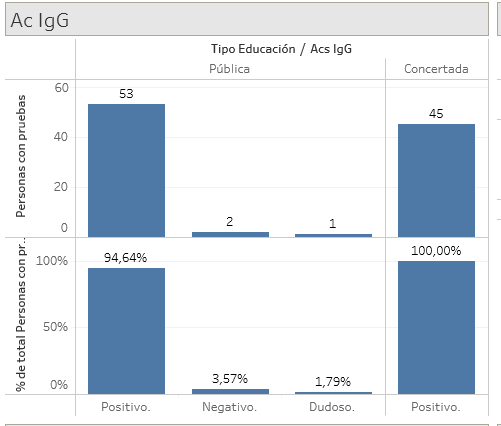 Ac IgG
Tipo Educación / Acs IgG
Pública
Concertada
Personas con pruebas
60
40
20
0
53
2
1
45
% de total Personas con pr..
100%
50%
0%
94,64%
3,57%
1,79%
100,00%
Positivo.
Negativo.
Dudoso.
Positivo.